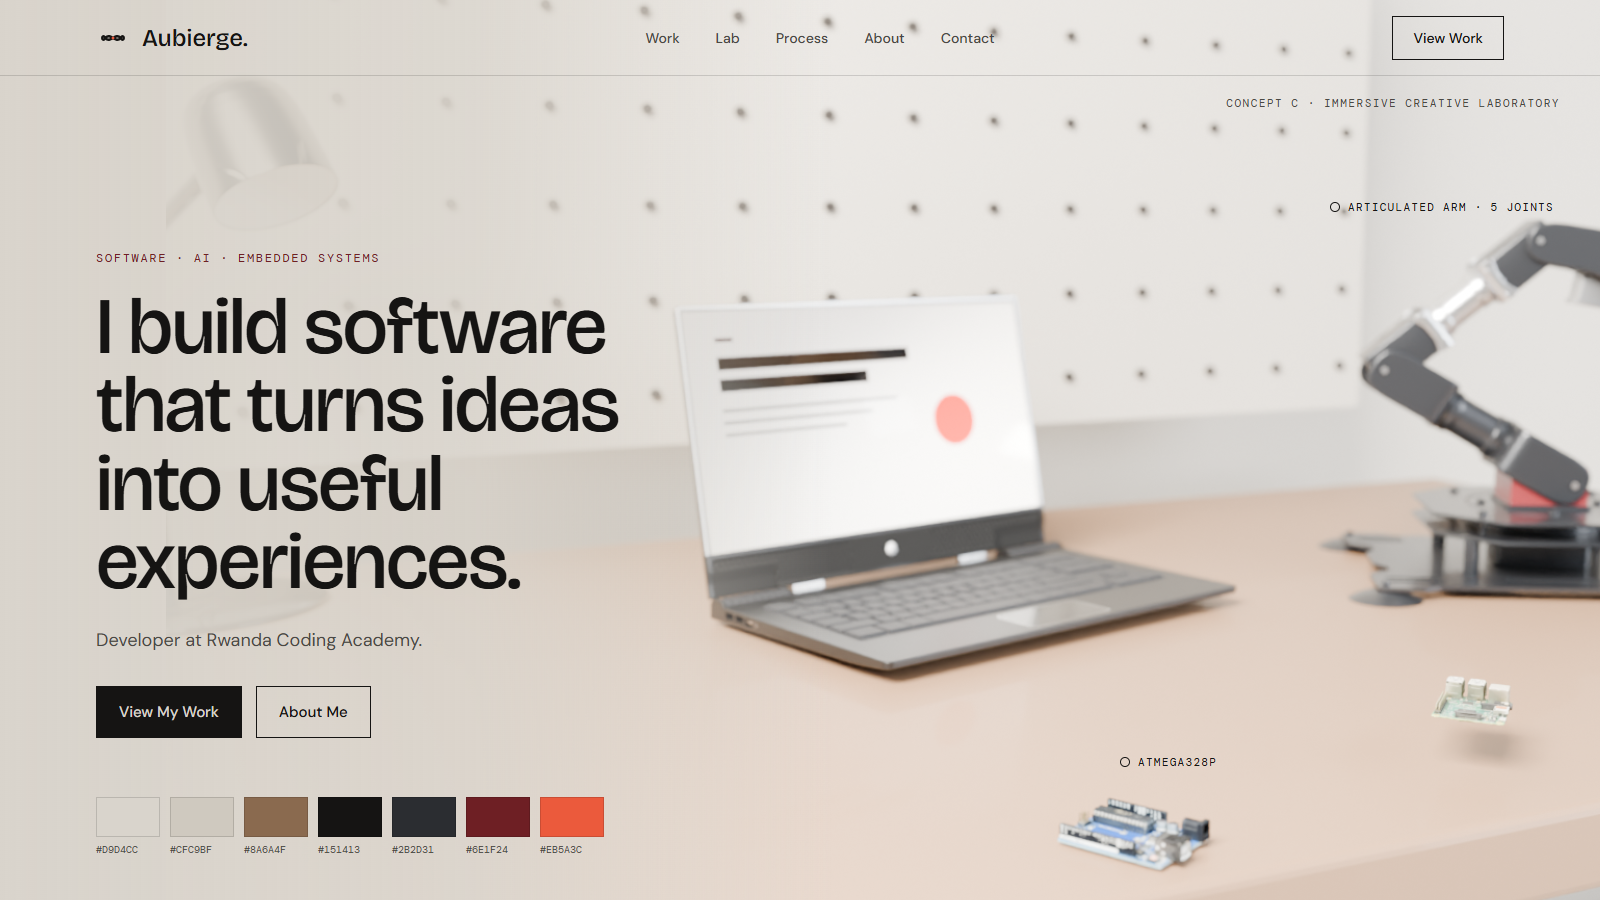 Aubierge.
Work Lab Process About Contact
View Work
CONCEPT C · IMMERSIVE CREATIVE LABORATORY
ARTICULATED ARM · 5 JOINTS
SOFTWARE · AI · EMBEDDED SYSTEMS
I build software
that turns ideas
into useful
experiences.
Developer at Rwanda Coding Academy.
View My Work
About Me
ATMEGA328P
#D9D4CC #CFC9BF #8A6A4F #151413 #2B2D31 #6E1F24 #EB5A3C